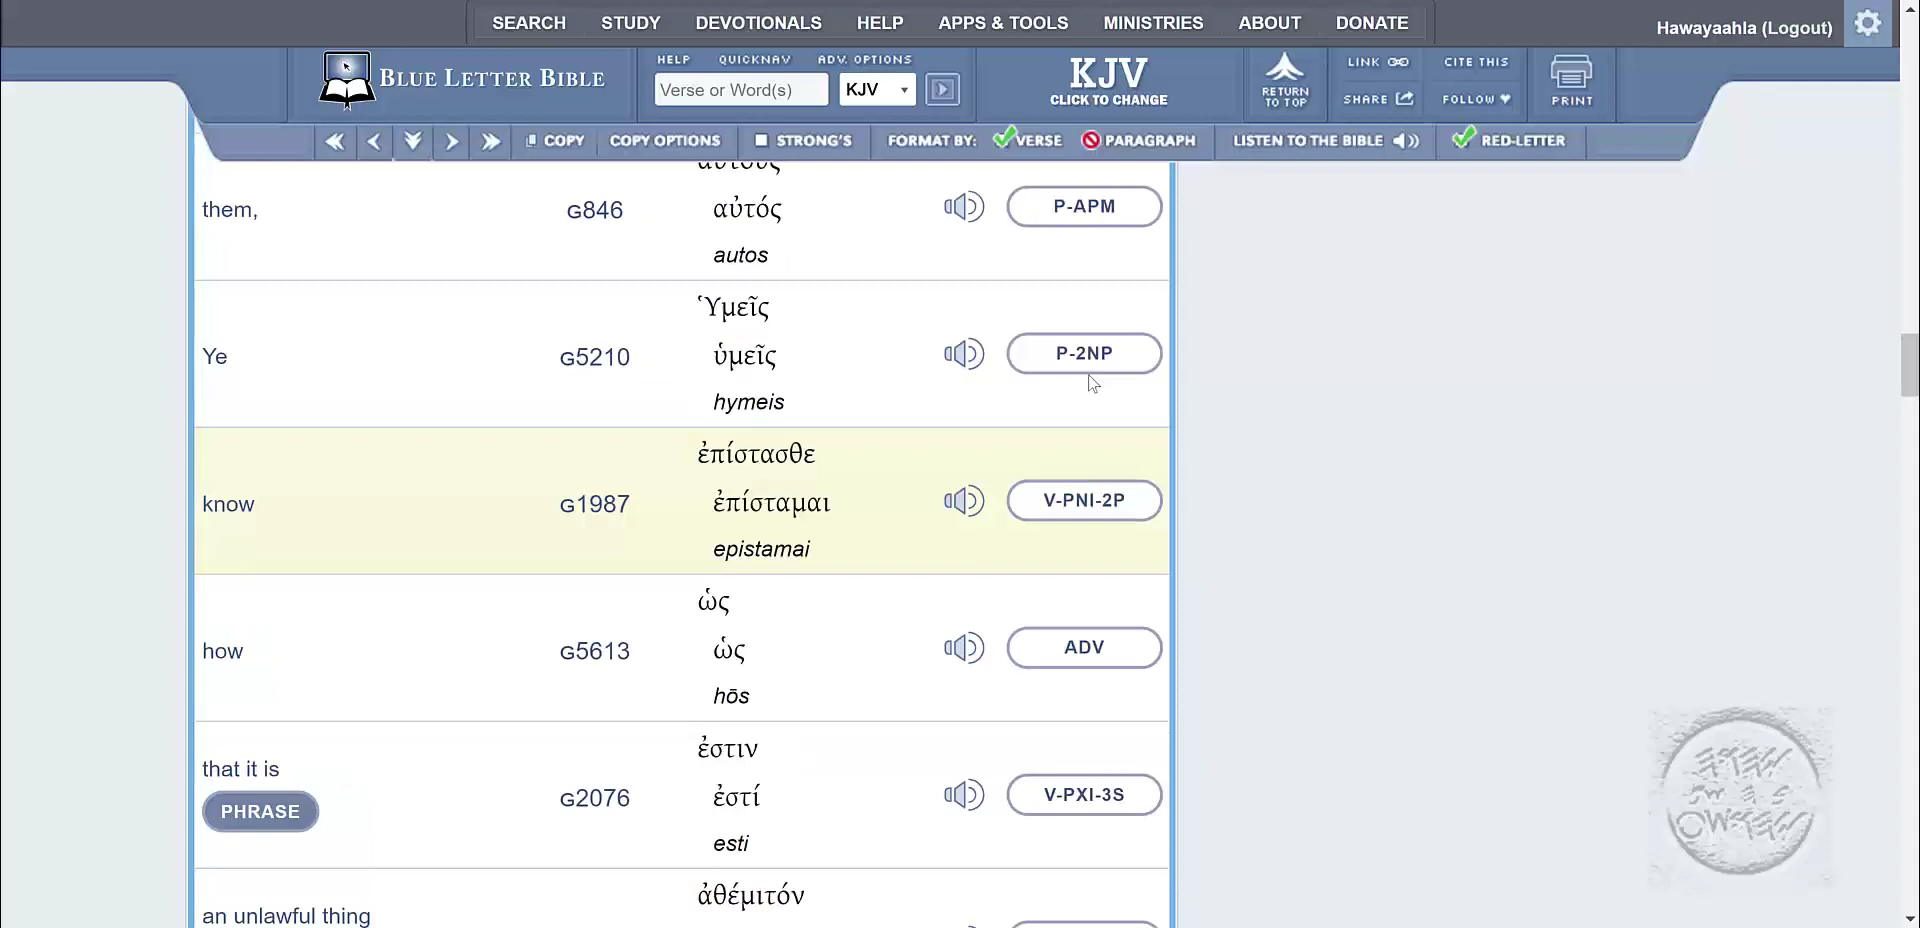 SEARCH STUDY DEVOTIONALS HELP APPS & TOOLS MINISTRIES ABOUT DONATE
Hawayaahla (Logout)
BLUE LETTER BIBLE
HELP QUICKNAV ADV. OPTIONS
Verse or Word(s) KJV
KJV
CLICK TO CHANGE
RETURN
TO TOP
LINK CITE THIS
SHARE FOLLOW
PRINT
COPY COPY OPTIONS STRONG'S FORMAT BY: VERSE PARAGRAPH LISTEN TO THE BIBLE RED-LETTER
αὐτούς
them, G846 αὐτός P-APM
autos
Ὑμεῖς
Ye G5210 ὑμεῖς P-2NP
hymeis
ἐπίστασθε
know G1987 ἐπίσταμαι V-PNI-2P
epistamai
ὡς
how G5613 ὡς ADV
hōs
ἐστιν
that it is G2076 ἐστί V-PXI-3S
PHRASE
esti
ἀθέμιτόν
an unlawful thing